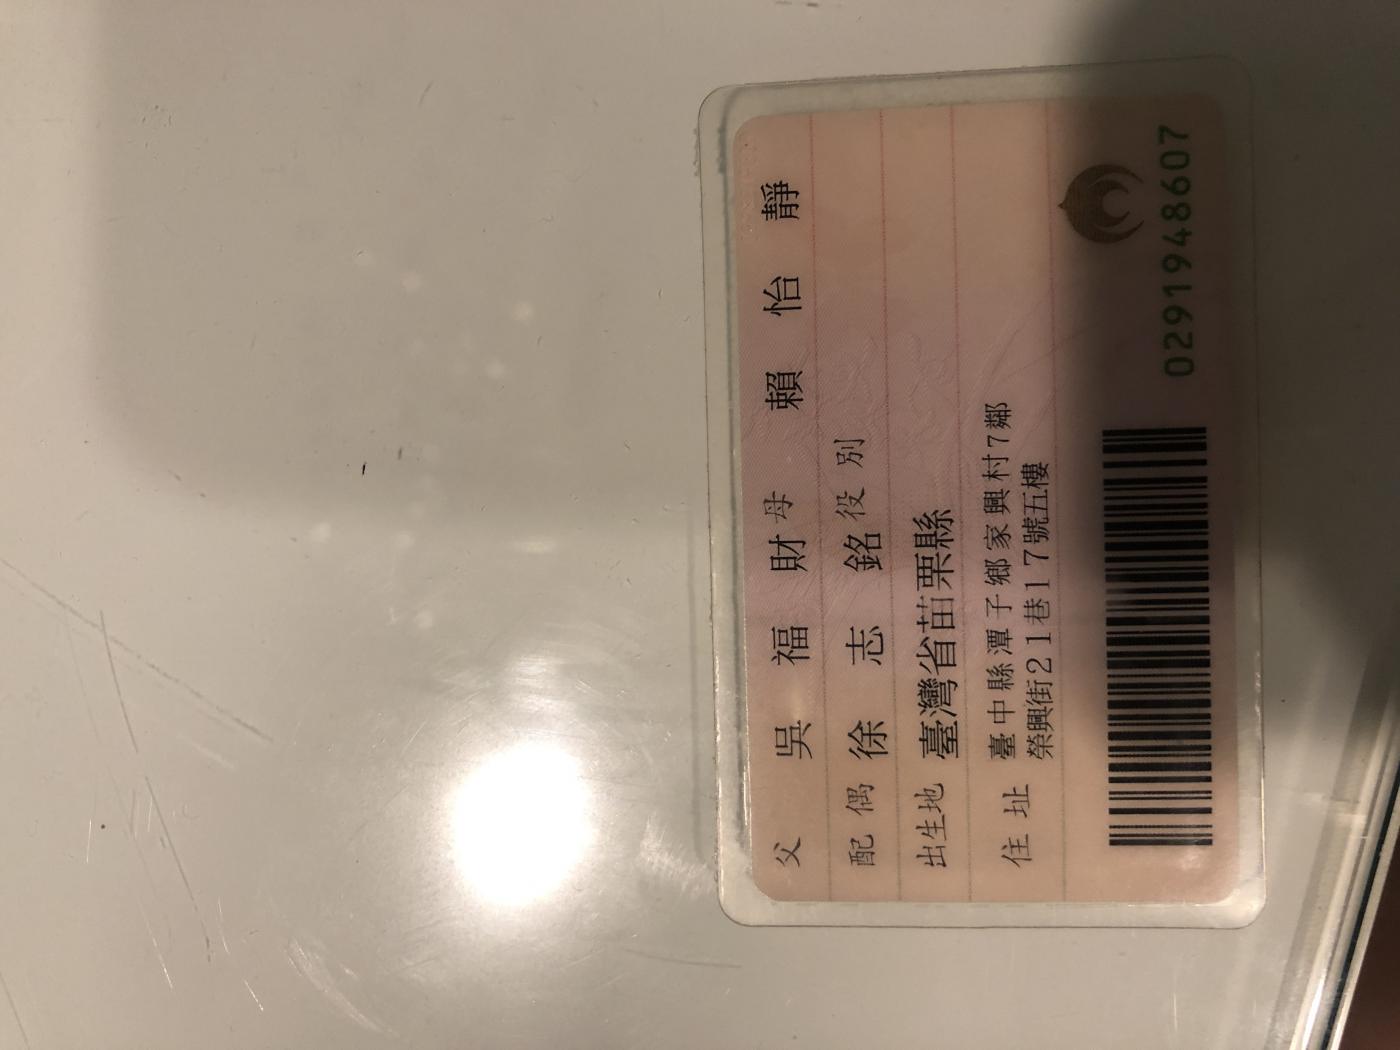 父 吳福財 母 賴怡靜
配偶 徐志銘 役別
出生地 臺灣省苗栗縣
住址 臺中縣潭子鄉家興村7鄰
榮興街21巷17號五樓
0291948607